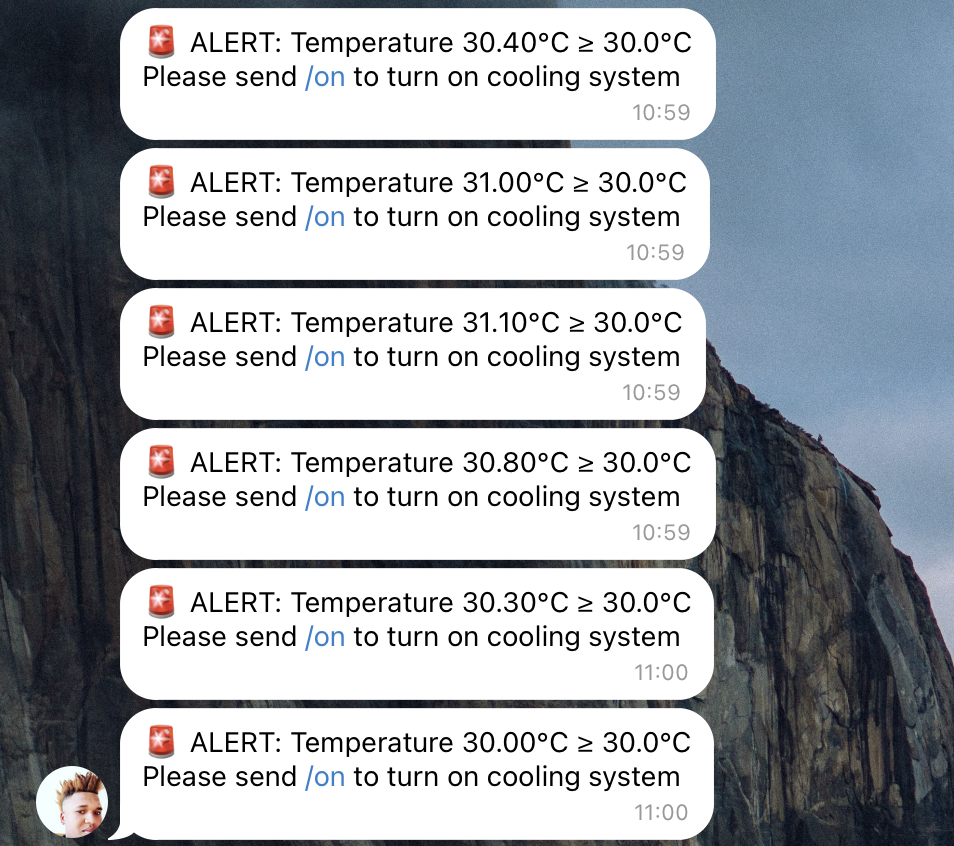 🚨 ALERT: Temperature 30.40°C ≥ 30.0°C
Please send /on to turn on cooling system
10:59
🚨 ALERT: Temperature 31.00°C ≥ 30.0°C
Please send /on to turn on cooling system
10:59
🚨 ALERT: Temperature 31.10°C ≥ 30.0°C
Please send /on to turn on cooling system
10:59
🚨 ALERT: Temperature 30.80°C ≥ 30.0°C
Please send /on to turn on cooling system
10:59
🚨 ALERT: Temperature 30.30°C ≥ 30.0°C
Please send /on to turn on cooling system
11:00
🚨 ALERT: Temperature 30.00°C ≥ 30.0°C
Please send /on to turn on cooling system
11:00